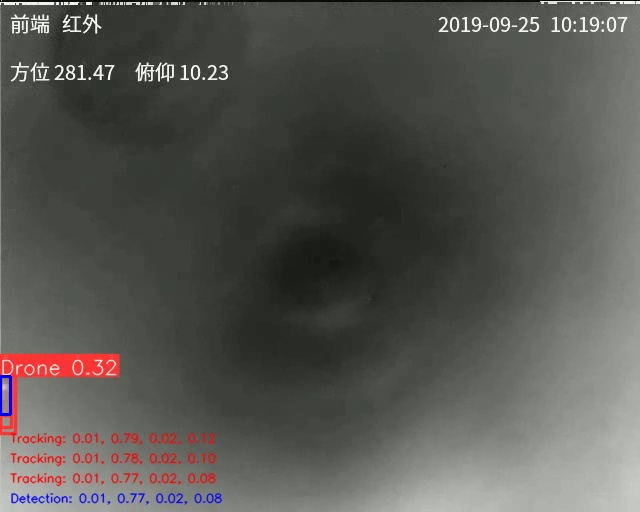 前端 红外
2019-09-25 10:19:07
方位 281.47 俯仰 10.23
Drone 0.32
Tracking: 0.01, 0.79, 0.02, 0.12
Tracking: 0.01, 0.78, 0.02, 0.10
Tracking: 0.01, 0.77, 0.02, 0.08
Detection: 0.01, 0.77, 0.02, 0.08